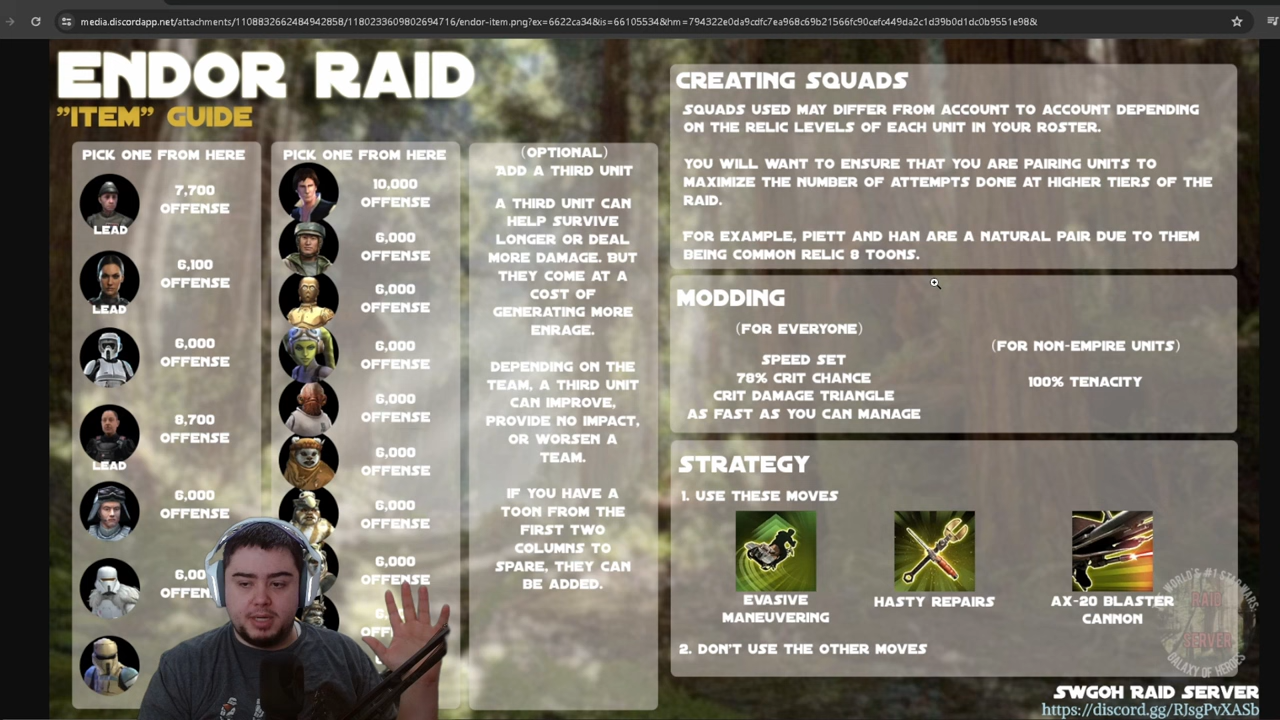 media.discordapp.net/attachments/1108832662484942858/1180233609802694716/endor-item.png?ex=6622ca34&is=66105534&hm=794322e0da9cdfc7ea968c69b21566fc90cefc449da2c1d39b0d1dc0b9551e98&
ENDOR RAID
"ITEM" GUIDE
PICK ONE FROM HERE
7,700
OFFENSE
LEAD
6,100
OFFENSE
LEAD
6,000
OFFENSE
8,700
OFFENSE
LEAD
6,000
OFFENSE
PICK ONE FROM HERE
10,000
OFFENSE
6,000
OFFENSE
6,000
OFFENSE
6,000
OFFENSE
6,000
OFFENSE
6,000
OFFENSE
6,000
OFFENSE
6,000
OFFENSE
(OPTIONAL)
ADD A THIRD UNIT
A THIRD UNIT CAN
HELP SURVIVE
LONGER OR DEAL
MORE DAMAGE. BUT
THEY COME AT A
COST OF
GENERATING MORE
ENRAGE.
DEPENDING ON THE
TEAM, A THIRD UNIT
CAN IMPROVE,
PROVIDE NO IMPACT,
OR WORSEN A
TEAM.
IF YOU HAVE A
TOON FROM THE
FIRST TWO
COLUMNS TO
SPARE, THEY CAN
BE ADDED.
CREATING SQUADS
SQUADS USED MAY DIFFER FROM ACCOUNT TO ACCOUNT DEPENDING
ON THE RELIC LEVELS OF EACH UNIT IN YOUR ROSTER.
YOU WILL WANT TO ENSURE THAT YOU ARE PAIRING UNITS TO
MAXIMIZE THE NUMBER OF ATTEMPTS DONE AT HIGHER TIERS OF THE
RAID.
FOR EXAMPLE, PIETT AND HAN ARE A NATURAL PAIR DUE TO THEM
BEING COMMON RELIC 8 TOONS.
MODDING
(FOR EVERYONE)
SPEED SET
78% CRIT CHANCE
CRIT DAMAGE TRIANGLE
AS FAST AS YOU CAN MANAGE
(FOR NON-EMPIRE UNITS)
100% TENACITY
STRATEGY
1. USE THESE MOVES
EVASIVE
MANEUVERING
HASTY REPAIRS
AX-20 BLASTER
CANNON
2. DON'T USE THE OTHER MOVES
WORLD'S #1 STAR WARS:
RAID
SERVER
GALAXY OF HEROES
SWGOH RAID SERVER
https://discord.gg/RJsgPvXASb